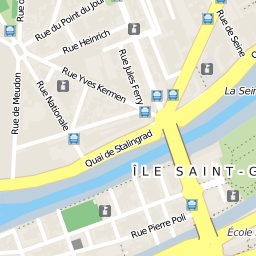 Rue du Point du Jour
Rue de Seine
Rue Heinrich
Rue Jules Ferry
Rue Yves Kermen
Rue de Meudon
Rue Nationale
La Sein
Quai de Stalingrad
ÎLE SAINT-G
Rue Pierre Poli
École